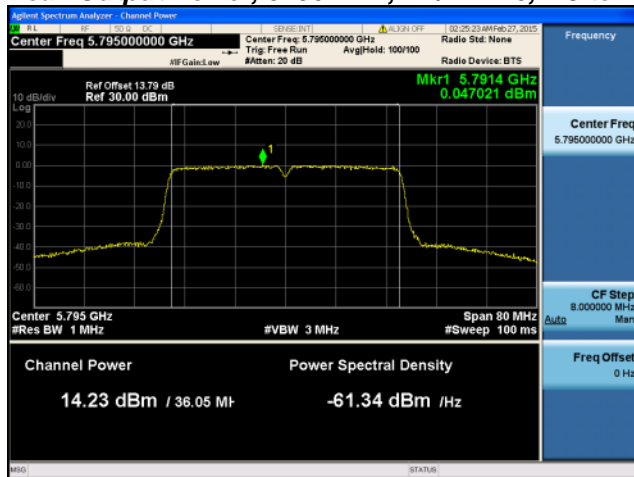 Agilent Spectrum Analyzer - Channel Power
RL RF 50 Ω DC SENSE:INT ALIGN OFF 02:25:23 AM Feb 27, 2015
Center Freq 5.795000000 GHz Center Freq: 5.795000000 GHz Radio Std: None
Trig: Free Run Avg|Hold: 100/100
#IFGain:Low #Atten: 20 dB Radio Device: BTS
Ref Offset 13.79 dB Mkr1 5.7914 GHz
10 dB/div Ref 30.00 dBm 0.047021 dBm
Log
20.0
10.0
0.00
-10.0
-20.0
-30.0
-40.0
-50.0
-60.0
1
Center 5.795 GHz Span 80 MHz
#Res BW 1 MHz #VBW 3 MHz #Sweep 100 ms
Channel Power Power Spectral Density
14.23 dBm / 36.05 MH -61.34 dBm /Hz
MSG STATUS
Frequency
Center Freq
5.795000000 GHz
CF Step
8.000000 MHz
Auto Man
Freq Offset
0 Hz